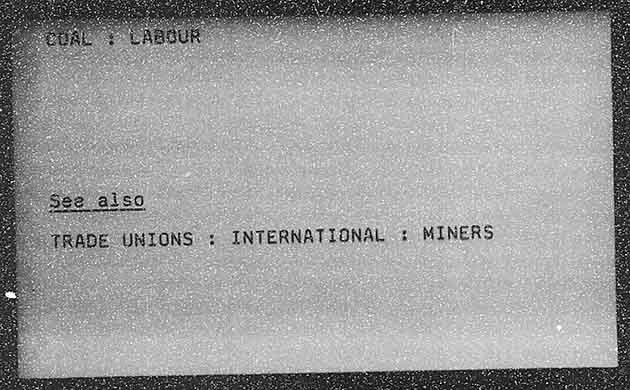 COAL : LABOUR
See also
TRADE UNIONS : INTERNATIONAL : MINERS